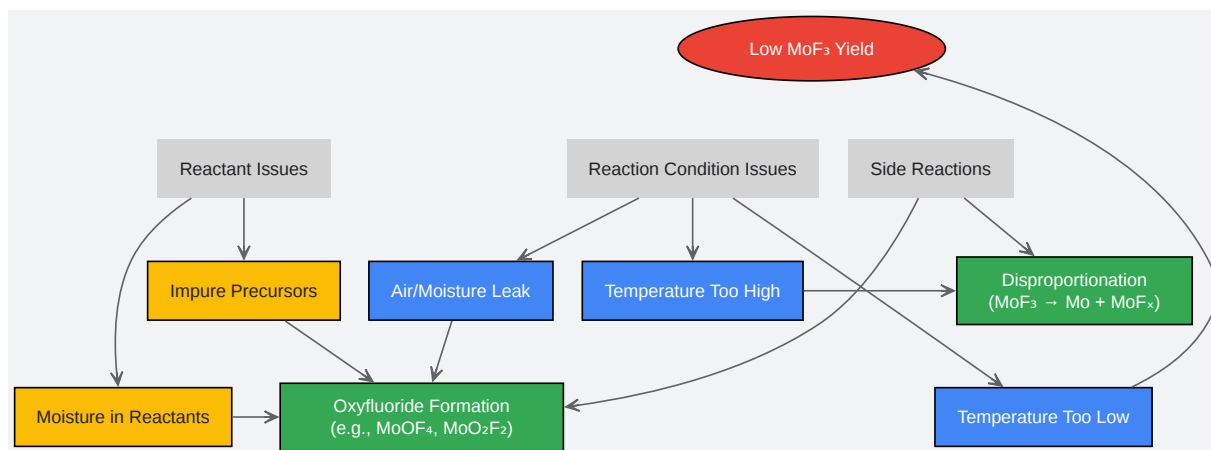 Low MoF₃ Yield
Reactant Issues
Reaction Condition Issues
Side Reactions
Impure Precursors
Air/Moisture Leak
Temperature Too High
Disproportionation
(MoF₃ → Mo + MoFₓ)
Moisture in Reactants
Oxyfluoride Formation
(e.g., MoOF₄, MoO₂F₂)
Temperature Too Low